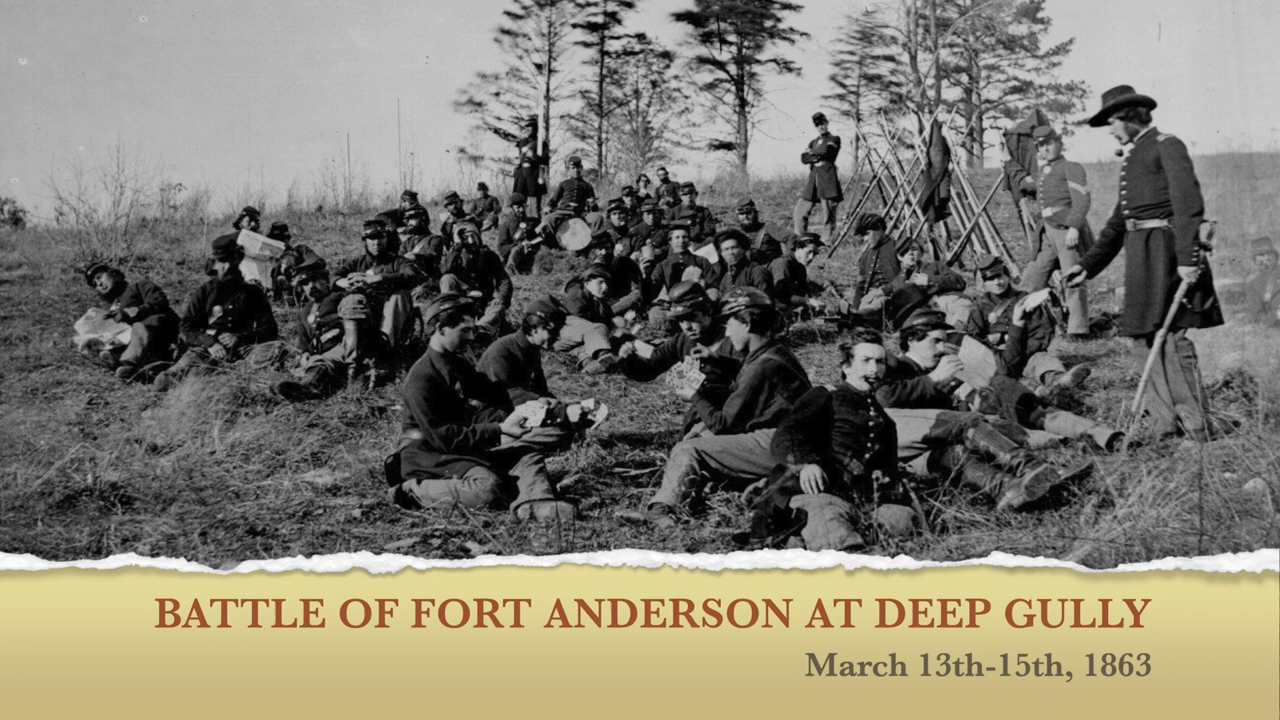 BATTLE OF FORT ANDERSON AT DEEP GULLY
March 13th-15th, 1863